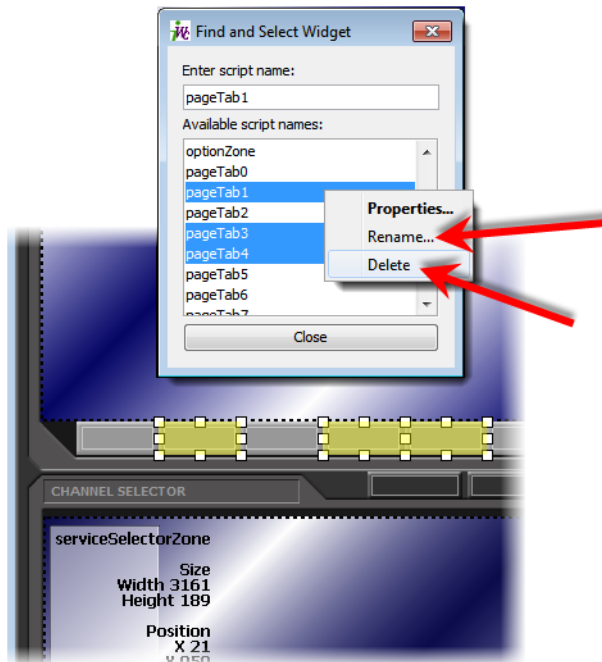 Find and Select Widget
Enter script name:
pageTab1
Available script names:
optionZone
pageTab0
pageTab1
pageTab2
pageTab3
pageTab4
pageTab5
pageTab6
pageTab7
Properties...
Rename...
Delete
Close
CHANNEL SELECTOR
serviceSelectorZone
Size
Width 3161
Height 189
Position
X 21